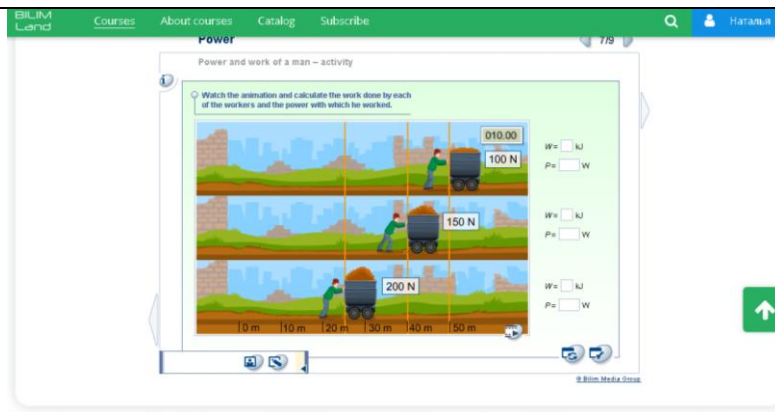 BILIM
Land
Courses
About courses
Catalog
Subscribe
Наталья
Power
7/9
Power and work of a man – activity
Watch the animation and calculate the work done by each
of the workers and the power with which he worked.
010.00
100 N
W= kJ
P= W
150 N
W= kJ
P= W
200 N
W= kJ
P= W
0 m 10 m 20 m 30 m 40 m 50 m
© Bilim Media Group